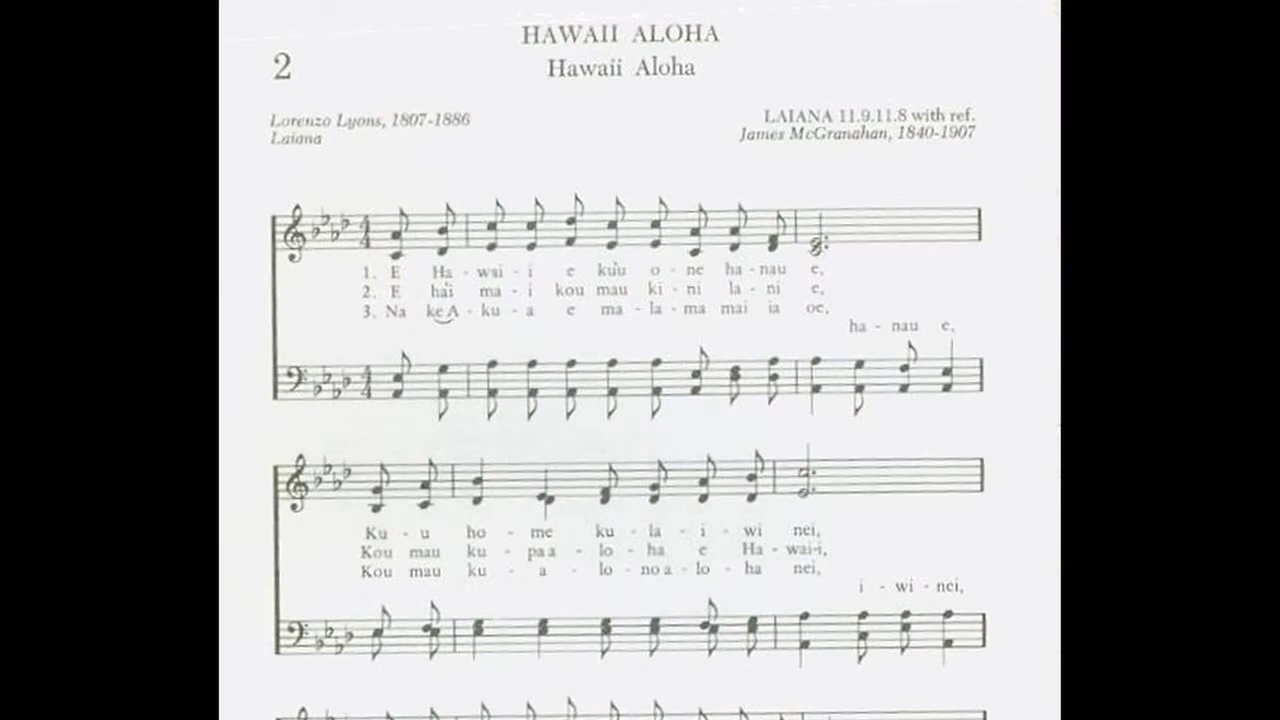 HAWAII ALOHA
Hawaii Aloha
2
Lorenzo Lyons, 1807-1886
Laiana
LAIANA 11.9.11.8 with ref.
James McGranahan, 1840-1907
1. E Ha - wai - i e kuu o - ne ha - nau e,
2. E hai ma - i kou mau ki - ni la - ni e,
3. Na ke A - ku - a e ma - la - ma mai ia oe,
ha - nau e,
Ku - u ho - me ku - la - i - wi nei,
Kou mau ku - pa a - lo - ha e Ha - wai-i,
Kou mau ku - a - lo - no a - lo - ha nei,
i - wi - nei,